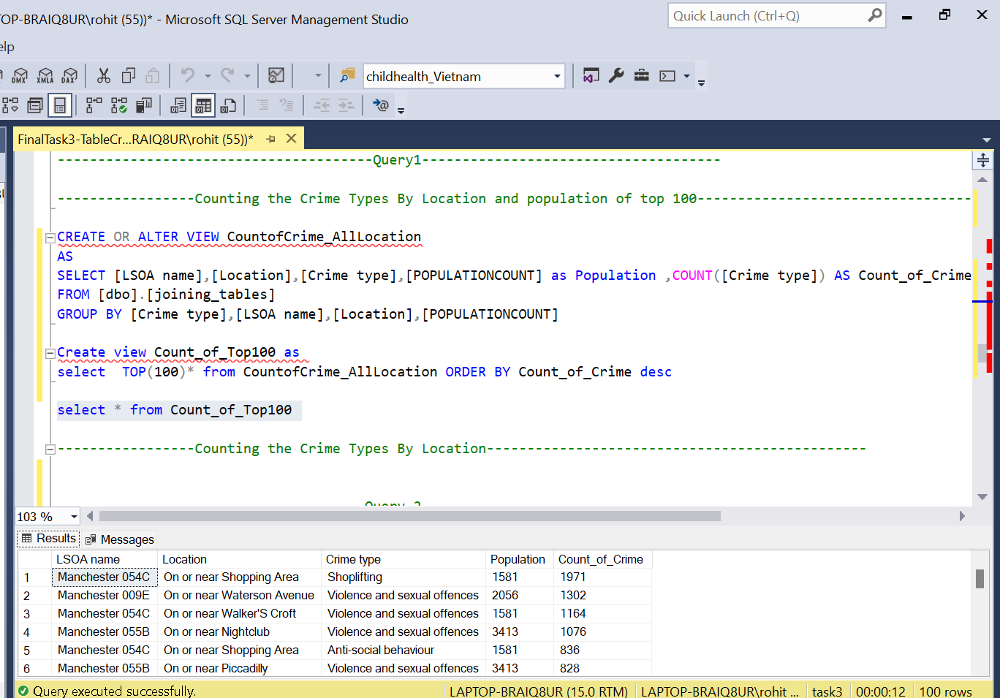 TOP-BRAIQ8UR\rohit (55))* - Microsoft SQL Server Management Studio
Quick Launch (Ctrl+Q)
elp
DMX XMLA DAX
childhealth_Vietnam
FinalTask3-TableCr...RAIQ8UR\rohit (55))*
---------------------------------------Query1-------------------------------------
-----------------Counting the Crime Types By Location and population of top 100----------------------------------
CREATE OR ALTER VIEW CountofCrime_AllLocation
AS
SELECT [LSOA name],[Location],[Crime type],[POPULATIONCOUNT] as Population ,COUNT([Crime type]) AS Count_of_Crime
FROM [dbo].[joining_tables]
GROUP BY [Crime type],[LSOA name],[Location],[POPULATIONCOUNT]
Create view Count_of_Top100 as
select  TOP(100)* from CountofCrime_AllLocation ORDER BY Count_of_Crime desc
select * from Count_of_Top100
-----------------Counting the Crime Types By Location-----------------------------------------------
Query 2
103 %
Results Messages
LSOA name Location Crime type Population Count_of_Crime
1 Manchester 054C On or near Shopping Area Shoplifting 1581 1971
2 Manchester 009E On or near Waterson Avenue Violence and sexual offences 2056 1302
3 Manchester 054C On or near Walker'S Croft Violence and sexual offences 1581 1164
4 Manchester 055B On or near Nightclub Violence and sexual offences 3413 1076
5 Manchester 054C On or near Shopping Area Anti-social behaviour 1581 836
6 Manchester 055B On or near Piccadilly Violence and sexual offences 3413 828
Query executed successfully. LAPTOP-BRAIQ8UR (15.0 RTM) LAPTOP-BRAIQ8UR\rohit ... task3 00:00:12 100 rows